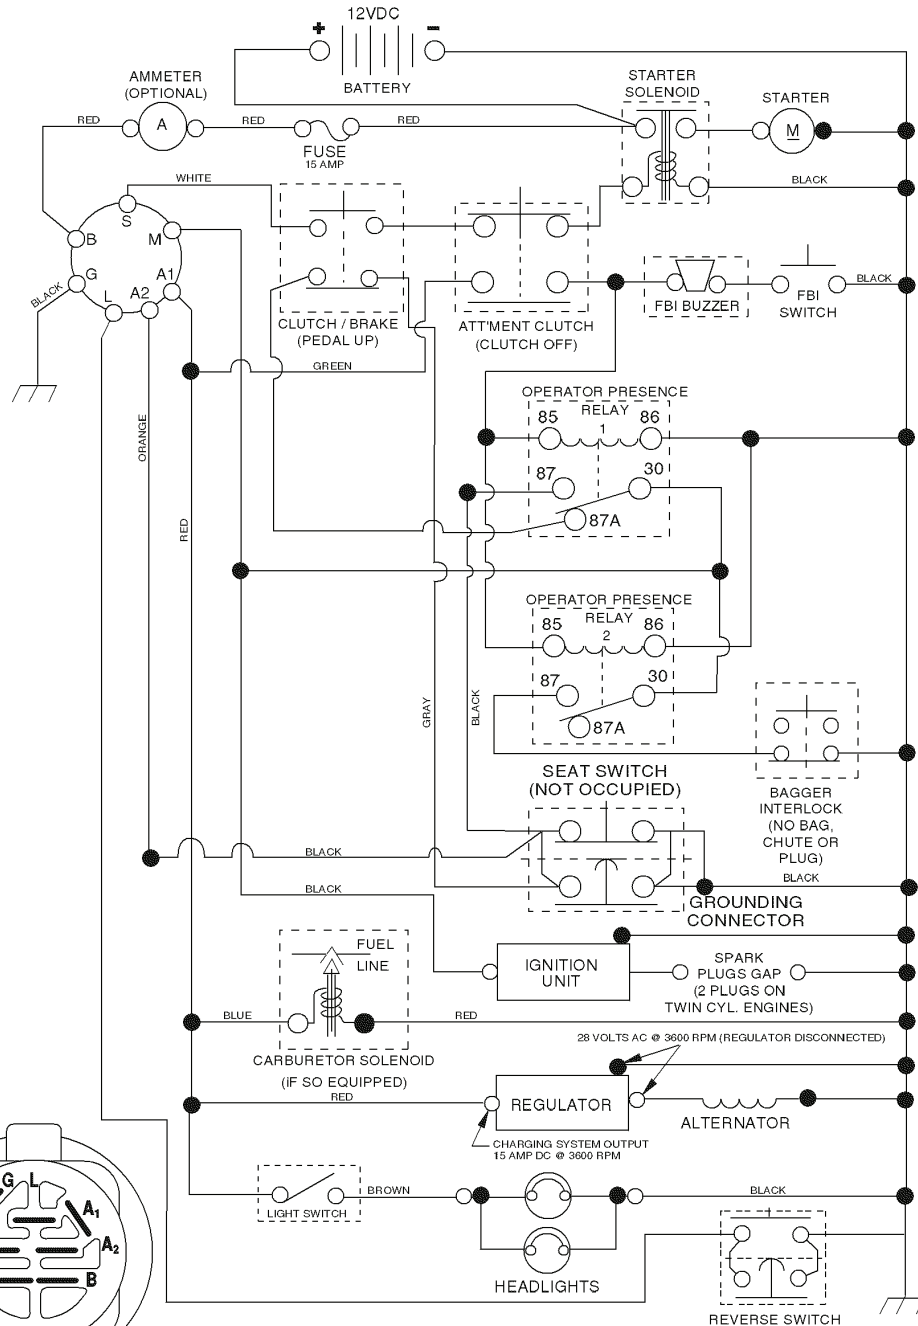 12VDC
+
-
BATTERY
AMMETER
(OPTIONAL)
STARTER
SOLENOID
STARTER
RED
A
RED
FUSE
15 AMP
RED
M
WHITE
BLACK
S
B
M
G
L
A2
A1
BLACK
CLUTCH / BRAKE
(PEDAL UP)
ATT'MENT CLUTCH
(CLUTCH OFF)
FBI BUZZER
FBI
SWITCH
BLACK
GREEN
OPERATOR PRESENCE
RELAY
1
85
86
87
30
87A
ORANGE
RED
OPERATOR PRESENCE
RELAY
2
85
86
87
30
87A
GRAY
BLACK
SEAT SWITCH
(NOT OCCUPIED)
BAGGER
INTERLOCK
(NO BAG,
CHUTE OR
PLUG)
BLACK
BLACK
BLACK
GROUNDING
CONNECTOR
FUEL
LINE
IGNITION
UNIT
SPARK
PLUGS GAP
(2 PLUGS ON
TWIN CYL. ENGINES)
BLUE
RED
CARBURETOR SOLENOID
(IF SO EQUIPPED)
28 VOLTS AC @ 3600 RPM (REGULATOR DISCONNECTED)
RED
REGULATOR
ALTERNATOR
CHARGING SYSTEM OUTPUT
15 AMP DC @ 3600 RPM
LIGHT SWITCH
BROWN
BLACK
HEADLIGHTS
REVERSE SWITCH
G
L
A1
A2
B